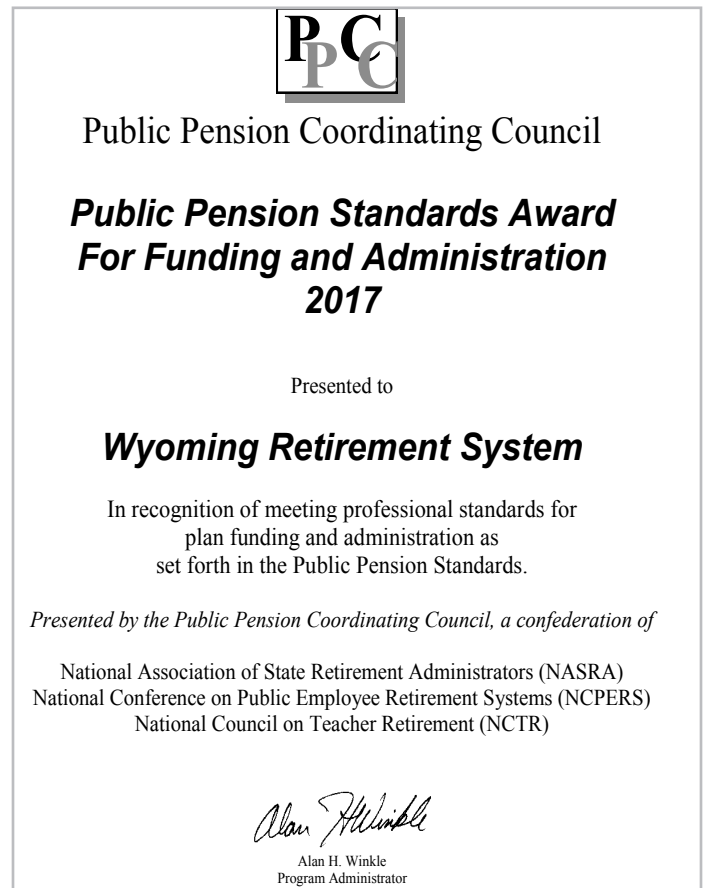 PPCC
Public Pension Coordinating Council
Public Pension Standards Award
For Funding and Administration
2017
Presented to
Wyoming Retirement System
In recognition of meeting professional standards for
plan funding and administration as
set forth in the Public Pension Standards.
Presented by the Public Pension Coordinating Council, a confederation of
National Association of State Retirement Administrators (NASRA)
National Conference on Public Employee Retirement Systems (NCPERS)
National Council on Teacher Retirement (NCTR)
Alan H Winkle
Alan H. Winkle
Program Administrator